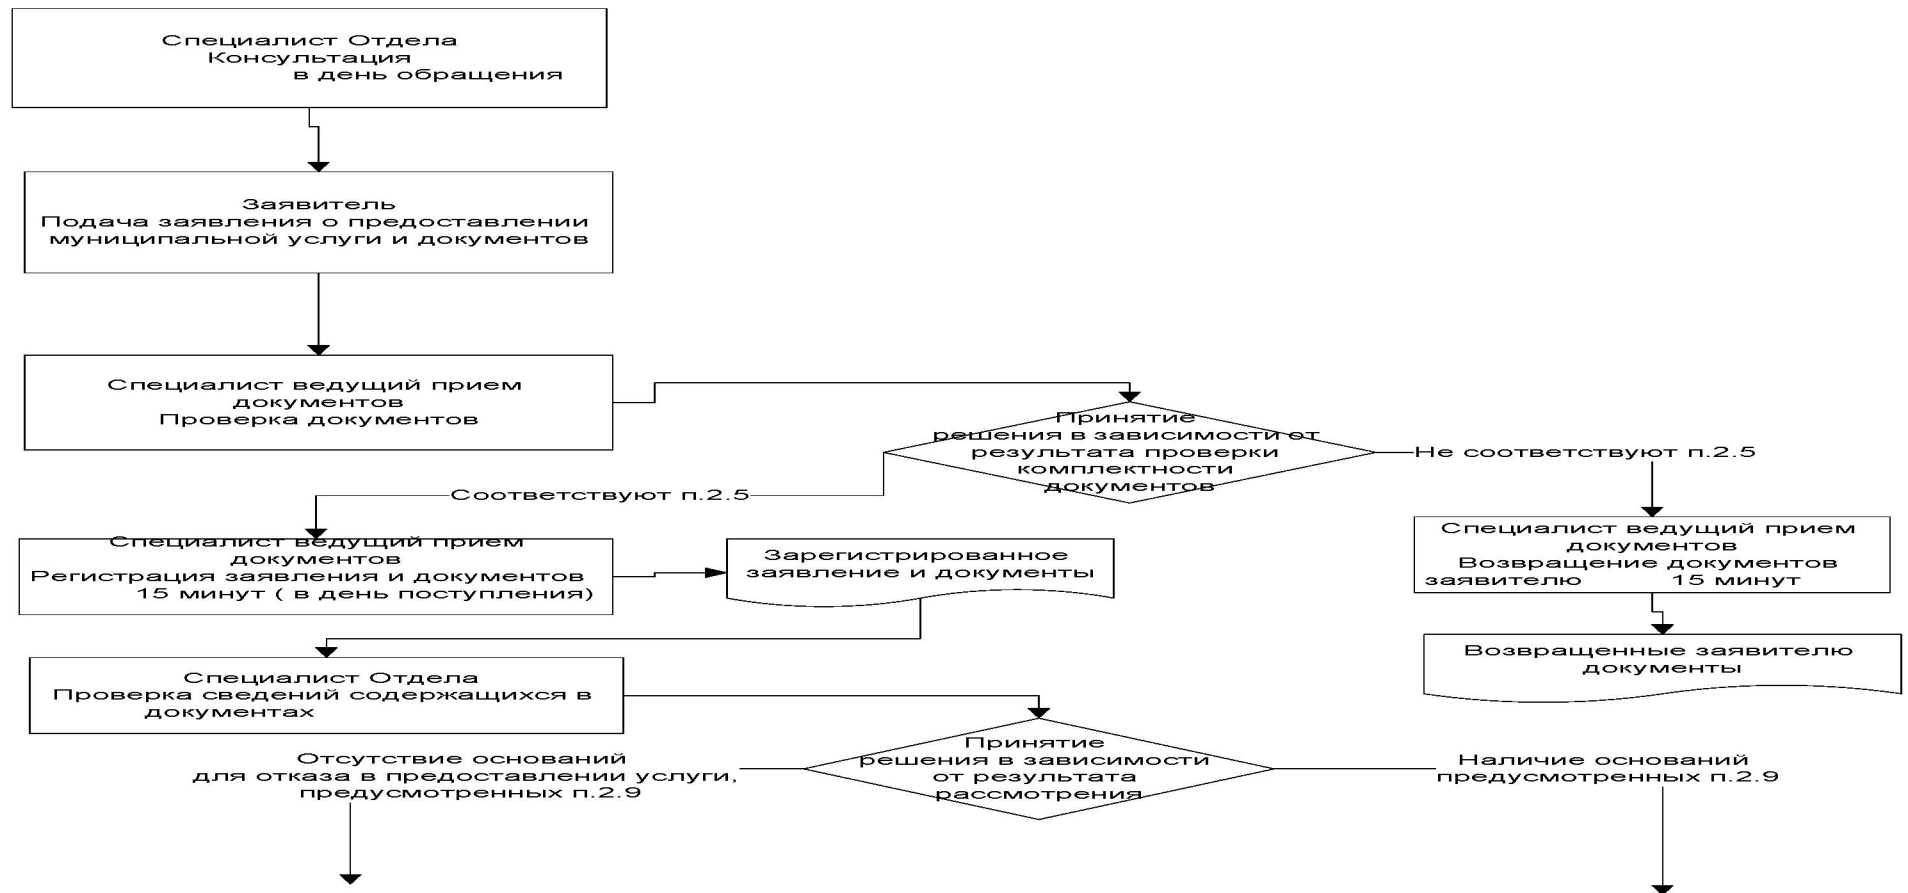 Специалист Отдела
Консультация
в день обращения
Заявитель
Подача заявления о предоставлении
муниципальной услуги и документов
Специалист ведущий прием
документов
Проверка документов
Принятие
решения в зависимости от
результата проверки
комплектности
документов
Не соответствуют п.2.5
Соответствуют п.2.5
Специалист ведущий прием
документов
Регистрация заявления и документов
15 минут ( в день поступления)
Зарегистрированное
заявление и документы
Специалист ведущий прием
документов
Возвращение документов
заявителю 15 минут
Возвращенные заявителю
документы
Специалист Отдела
Проверка сведений содержащихся в
документах
Принятие
решения в зависимости
от результата
рассмотрения
Отсутствие оснований
для отказа в предоставлении услуги,
предусмотренных п.2.9
Наличие оснований
предусмотренных п.2.9